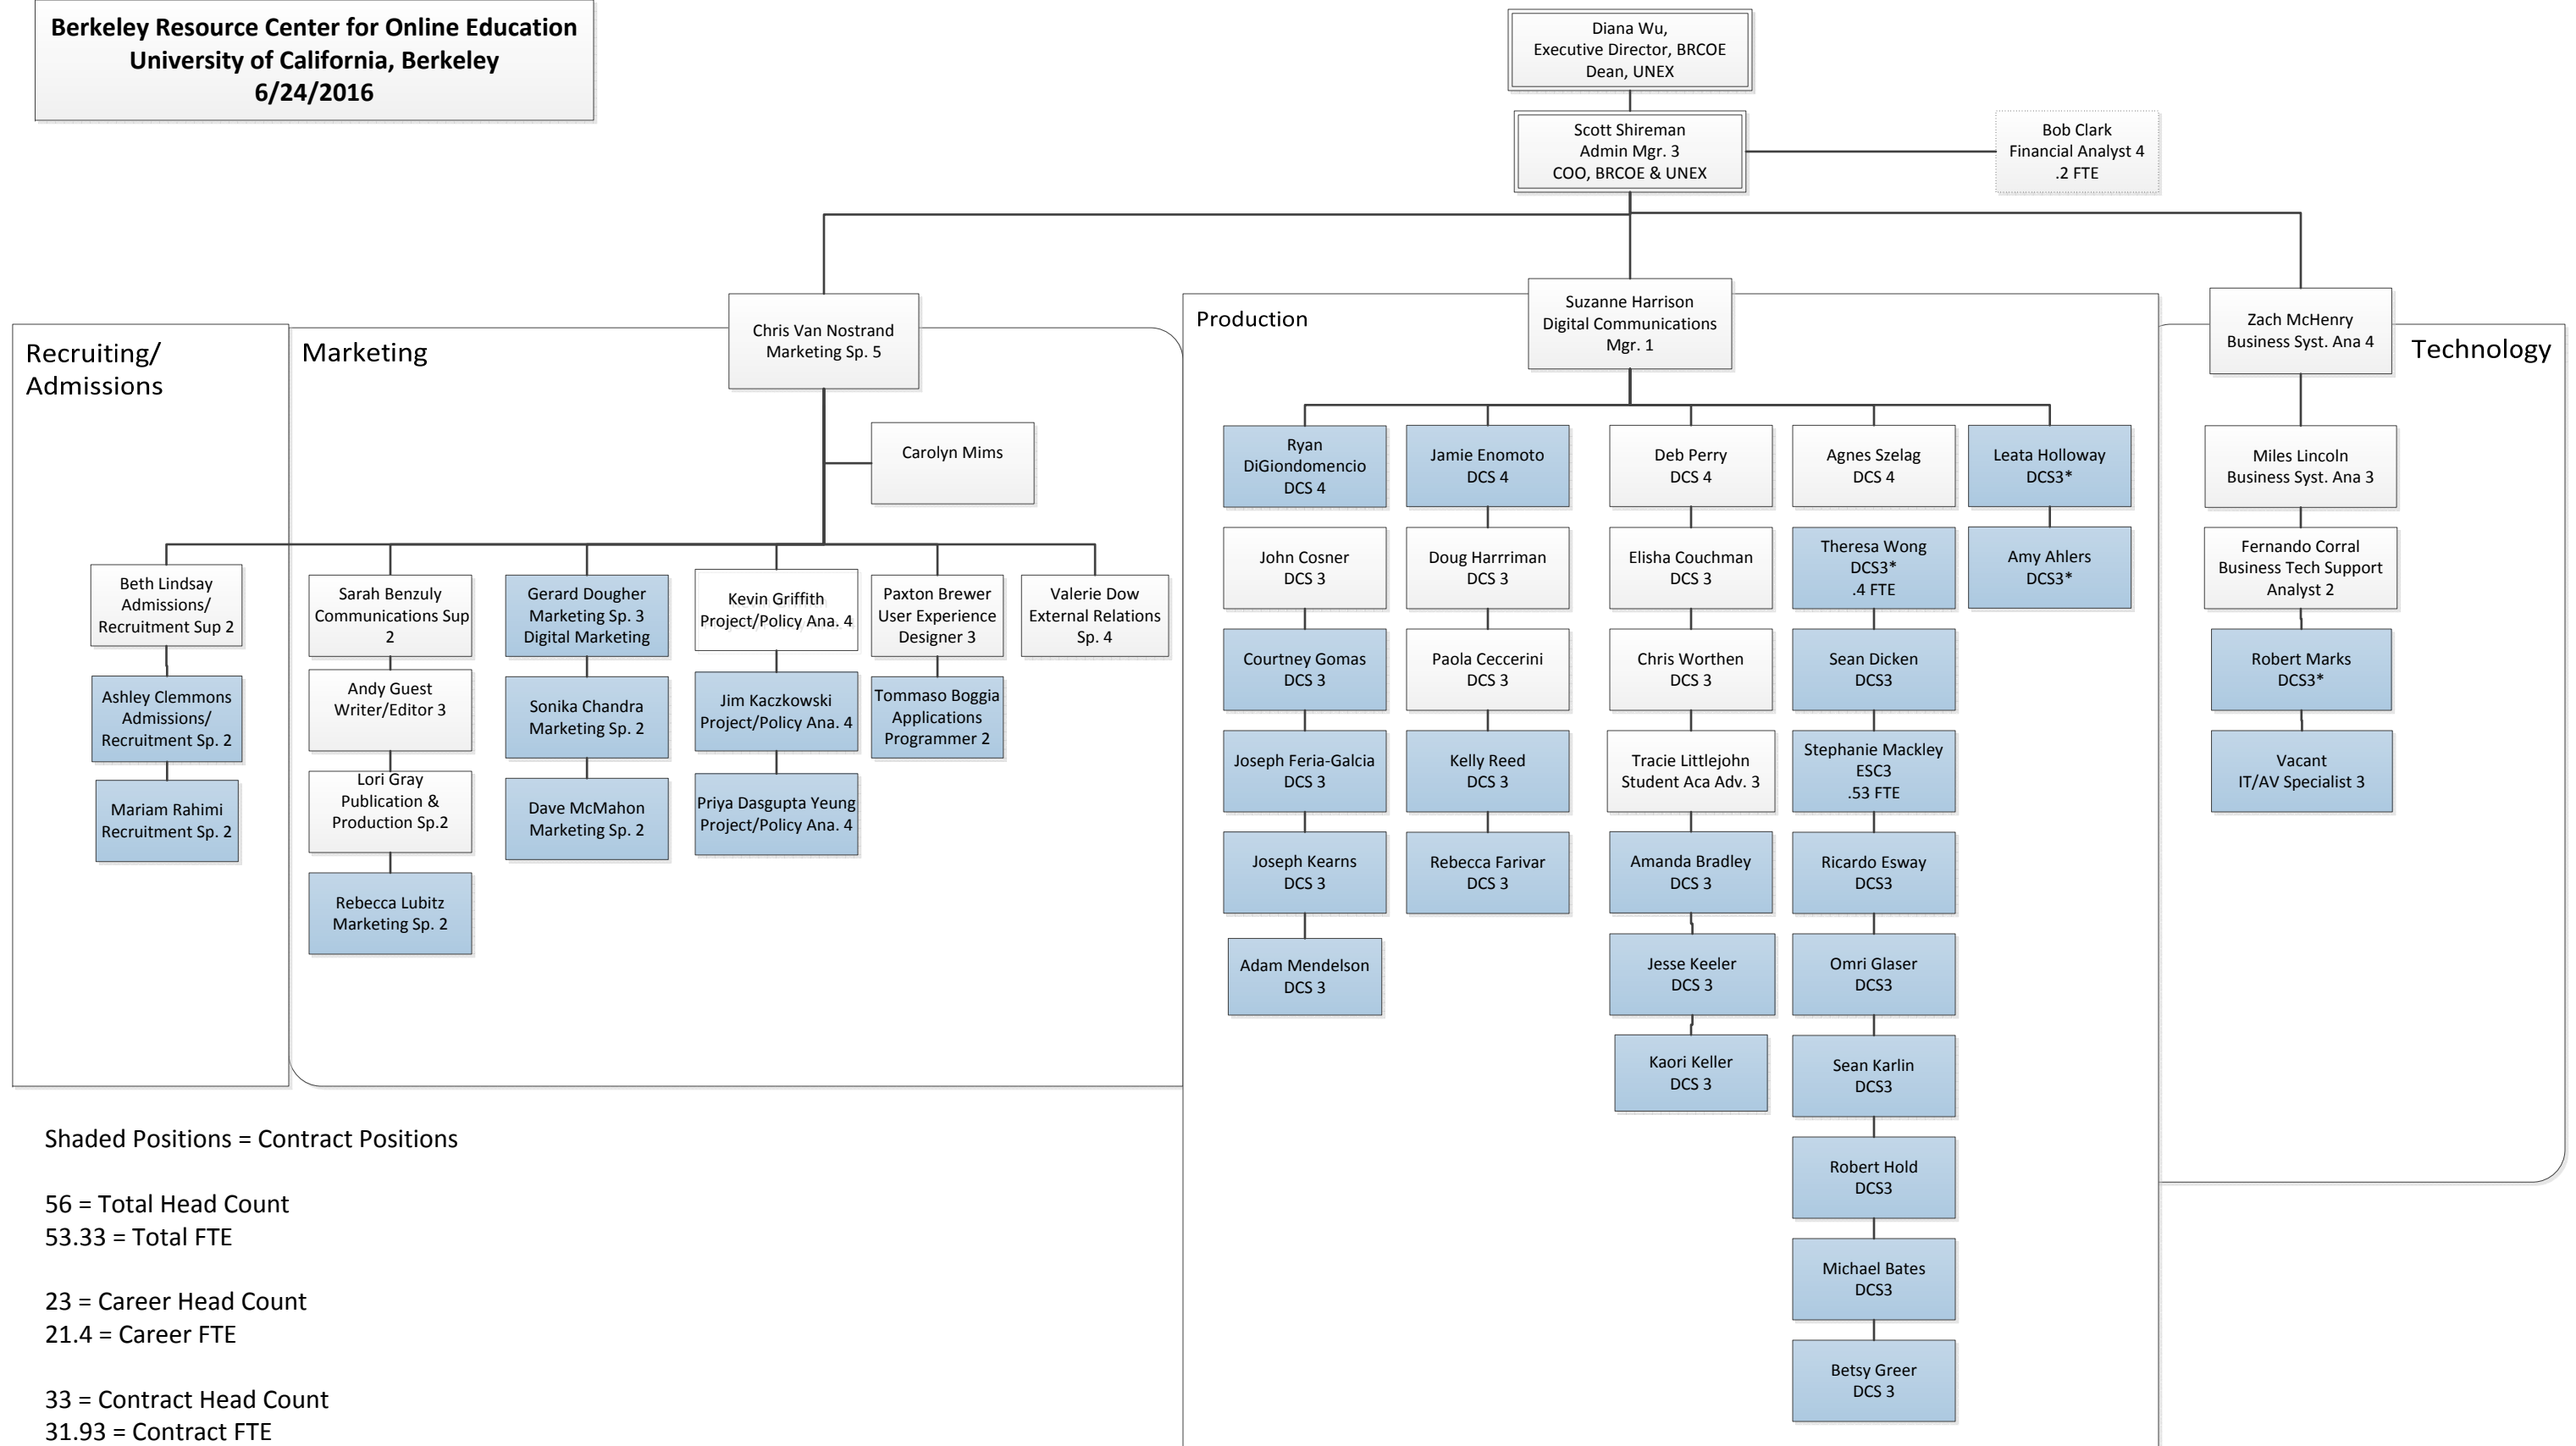 Berkeley Resource Center for Online Education
University of California, Berkeley
6/24/2016
Diana Wu,
Executive Director, BRCOE
Dean, UNEX
Scott Shireman
Admin Mgr. 3
COO, BRCOE & UNEX
Bob Clark
Financial Analyst 4
.2 FTE
Recruiting/
Admissions
Marketing
Chris Van Nostrand
Marketing Sp. 5
Carolyn Mims
Beth Lindsay
Admissions/
Recruitment Sup 2
Ashley Clemmons
Admissions/
Recruitment Sp. 2
Mariam Rahimi
Recruitment Sp. 2
Sarah Benzuly
Communications Sup
2
Andy Guest
Writer/Editor 3
Lori Gray
Publication &
Production Sp.2
Rebecca Lubitz
Marketing Sp. 2
Gerard Dougher
Marketing Sp. 3
Digital Marketing
Sonika Chandra
Marketing Sp. 2
Dave McMahon
Marketing Sp. 2
Kevin Griffith
Project/Policy Ana. 4
Jim Kaczkowski
Project/Policy Ana. 4
Priya Dasgupta Yeung
Project/Policy Ana. 4
Paxton Brewer
User Experience
Designer 3
Tommaso Boggia
Applications
Programmer 2
Valerie Dow
External Relations
Sp. 4
Production
Suzanne Harrison
Digital Communications
Mgr. 1
Ryan
DiGiondomencio
DCS 4
John Cosner
DCS 3
Courtney Gomas
DCS 3
Joseph Feria-Galcia
DCS 3
Joseph Kearns
DCS 3
Adam Mendelson
DCS 3
Jamie Enomoto
DCS 4
Doug Harrriman
DCS 3
Paola Ceccerini
DCS 3
Kelly Reed
DCS 3
Rebecca Farivar
DCS 3
Deb Perry
DCS 4
Elisha Couchman
DCS 3
Chris Worthen
DCS 3
Tracie Littlejohn
Student Aca Adv. 3
Amanda Bradley
DCS 3
Jesse Keeler
DCS 3
Kaori Keller
DCS 3
Agnes Szelag
DCS 4
Theresa Wong
DCS3*
.4 FTE
Sean Dicken
DCS3
Stephanie Mackley
ESC3
.53 FTE
Ricardo Esway
DCS3
Omri Glaser
DCS3
Sean Karlin
DCS3
Robert Hold
DCS3
Michael Bates
DCS3
Betsy Greer
DCS 3
Leata Holloway
DCS3*
Amy Ahlers
DCS3*
Technology
Zach McHenry
Business Syst. Ana 4
Miles Lincoln
Business Syst. Ana 3
Fernando Corral
Business Tech Support
Analyst 2
Robert Marks
DCS3*
Vacant
IT/AV Specialist 3
Shaded Positions = Contract Positions
56 = Total Head Count
53.33 = Total FTE
23 = Career Head Count
21.4 = Career FTE
33 = Contract Head Count
31.93 = Contract FTE